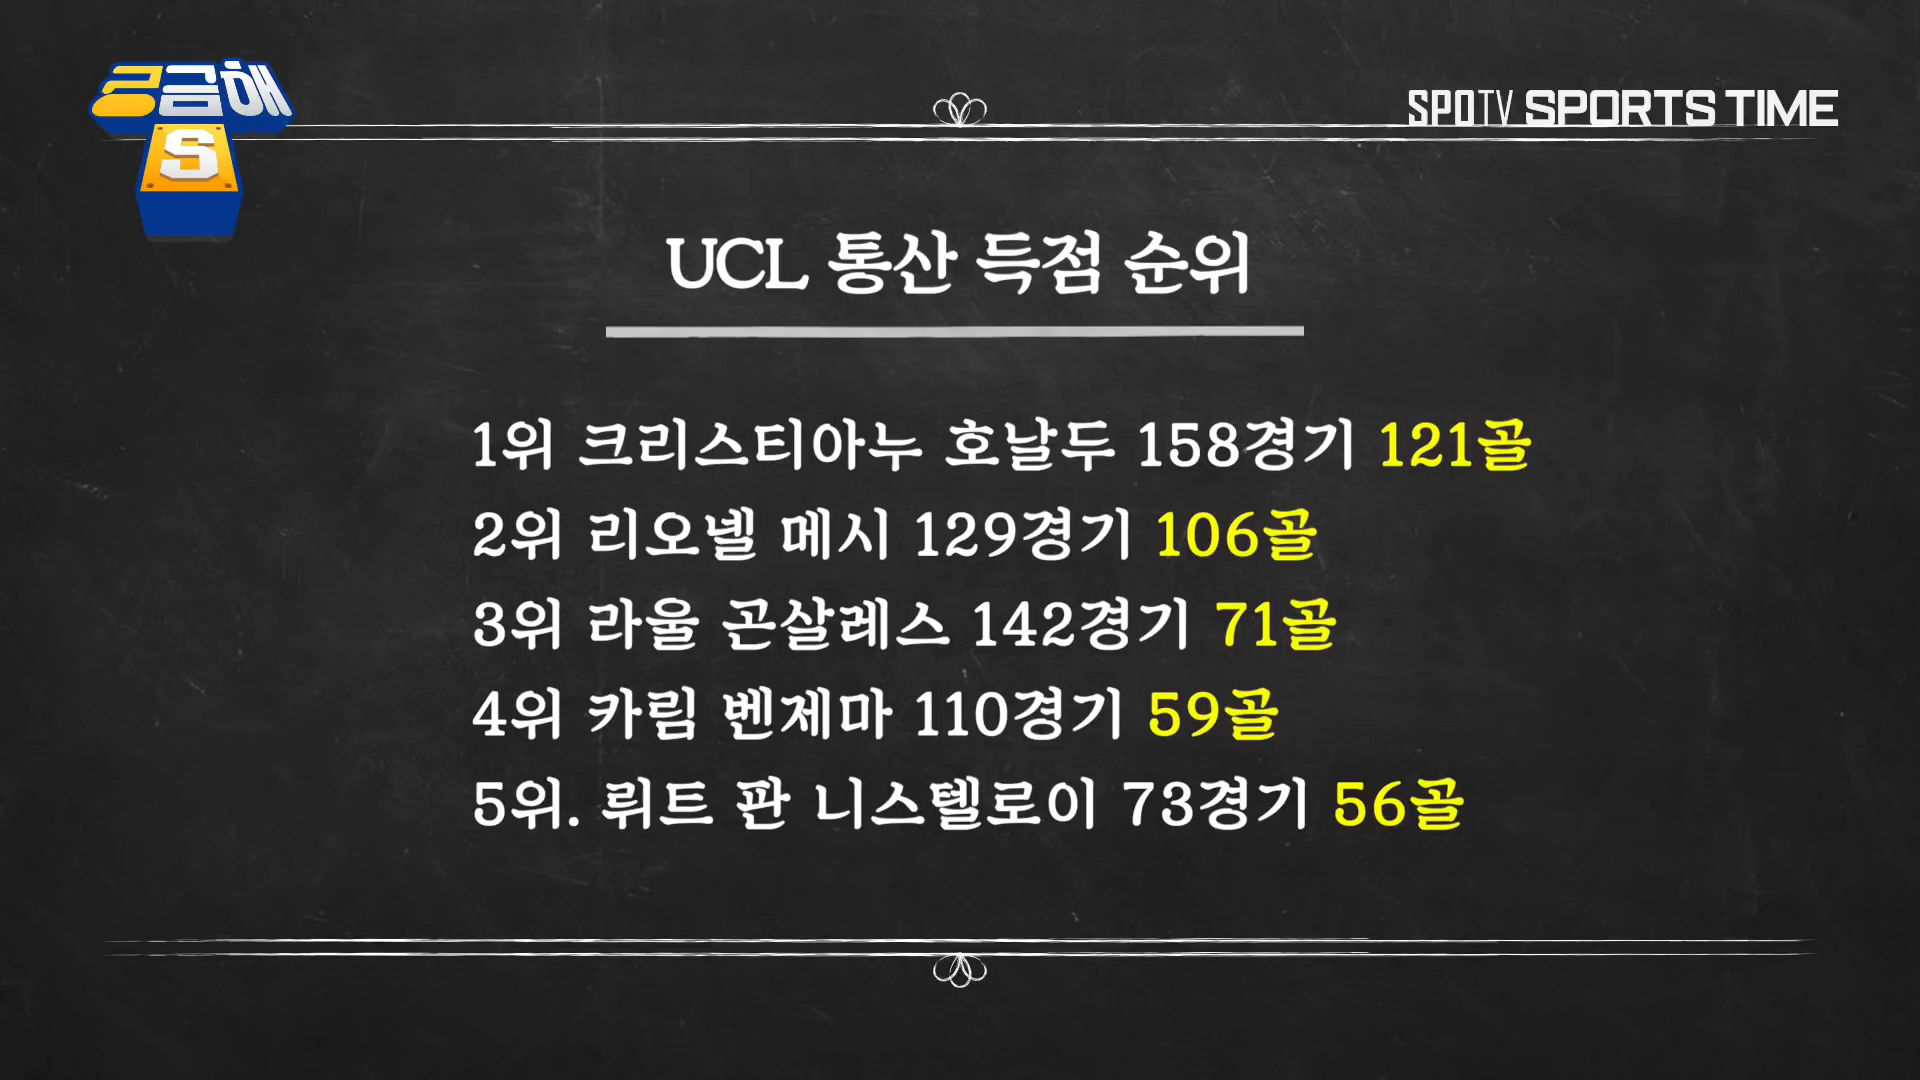 궁금해
S
SPOTV SPORTS TIME
UCL 통산 득점 순위
1위 크리스티아누 호날두 158경기 121골
2위 리오넬 메시 129경기 106골
3위 라울 곤살레스 142경기 71골
4위 카림 벤제마 110경기 59골
5위. 뤼트 판 니스텔로이 73경기 56골